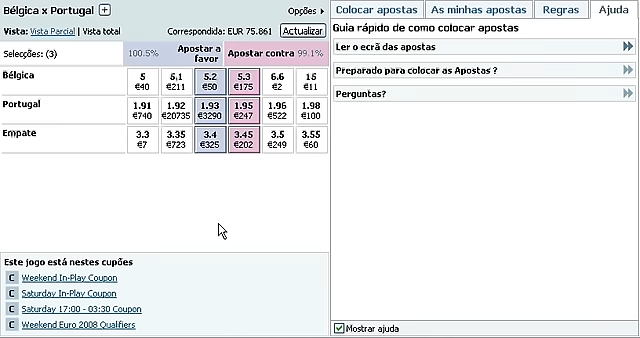 Bélgica x Portugal + Opções
Vista: Vista Parcial | Vista total Correspondida: EUR 75.861 Actualizar
Selecções: (3) 100.5% Apostar a favor Apostar contra 99.1%
Bélgica 5 5.1 5.2 5.3 6.6 15
€40 €211 €50 €175 €2 €11
Portugal 1.91 1.92 1.93 1.95 1.96 1.98
€740 €20735 €3290 €247 €522 €100
Empate 3.3 3.35 3.4 3.45 3.5 3.55
€7 €723 €325 €202 €249 €60
Este jogo está nestes cupões
C Weekend In-Play Coupon
C Saturday In-Play Coupon
C Saturday 17:00 - 03:30 Coupon
C Weekend Euro 2008 Qualifiers
Colocar apostas As minhas apostas Regras Ajuda
Guia rápido de como colocar apostas
Ler o ecrã das apostas
Preparado para colocar as Apostas ?
Perguntas?
Mostrar ajuda